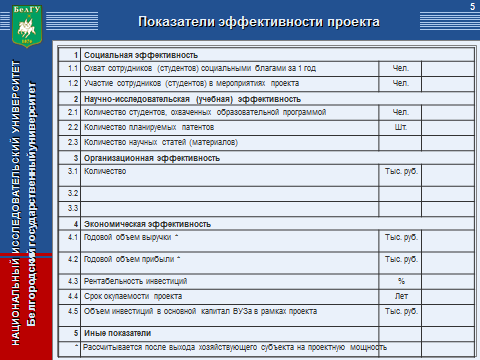 БелГУ
1876
НАЦИОНАЛЬНЫЙ ИССЛЕДОВАТЕЛЬСКИЙ УНИВЕРСИТЕТ
Белгородский государственный университет
Показатели эффективности проекта
5
1 Социальная эффективность
1.1 Охват сотрудников (студентов) социальными благами за 1 год Чел.
1.2 Участие сотрудников (студентов) в мероприятиях проекта Чел.
2 Научно-исследовательская (учебная) эффективность
2.1 Количество студентов, охваченных образовательной программой Чел.
2.2 Количество планируемых патентов Шт.
2.3 Количество научных статей (материалов)
3 Организационная эффективность
3.1 Количество Тыс. руб.
3.2
3.3
4 Экономическая эффективность
4.1 Годовой объем выручки * Тыс. руб.
4.2 Годовой объем прибыли * Тыс. руб.
4.3 Рентабельность инвестиций %
4.4 Срок окупаемости проекта Лет
4.5 Объем инвестиций в основной капитал ВУЗа в рамках проекта Тыс. руб.
5 Иные показатели
* Рассчитывается после выхода хозяйствующего субъекта на проектную мощность